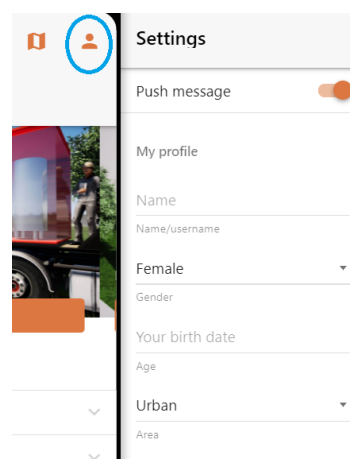 Settings
Push message
My profile
Name
Name/username
Female
Gender
Your birth date
Age
Urban
Area